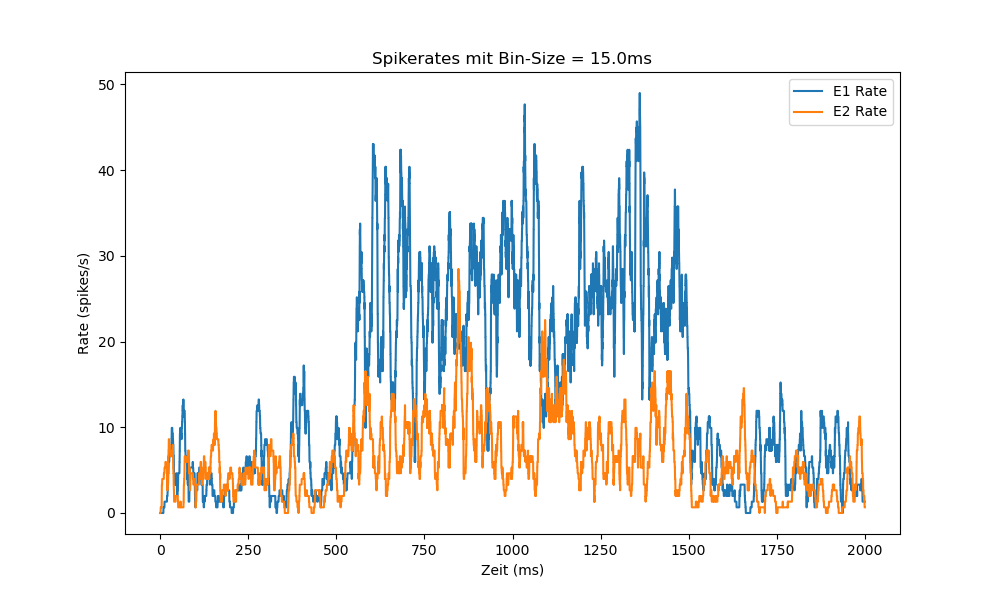 Spikerates mit Bin-Size = 15.0ms
E1 Rate
E2 Rate
Rate (spikes/s)
50
40
30
20
10
0
0 250 500 750 1000 1250 1500 1750 2000
Zeit (ms)